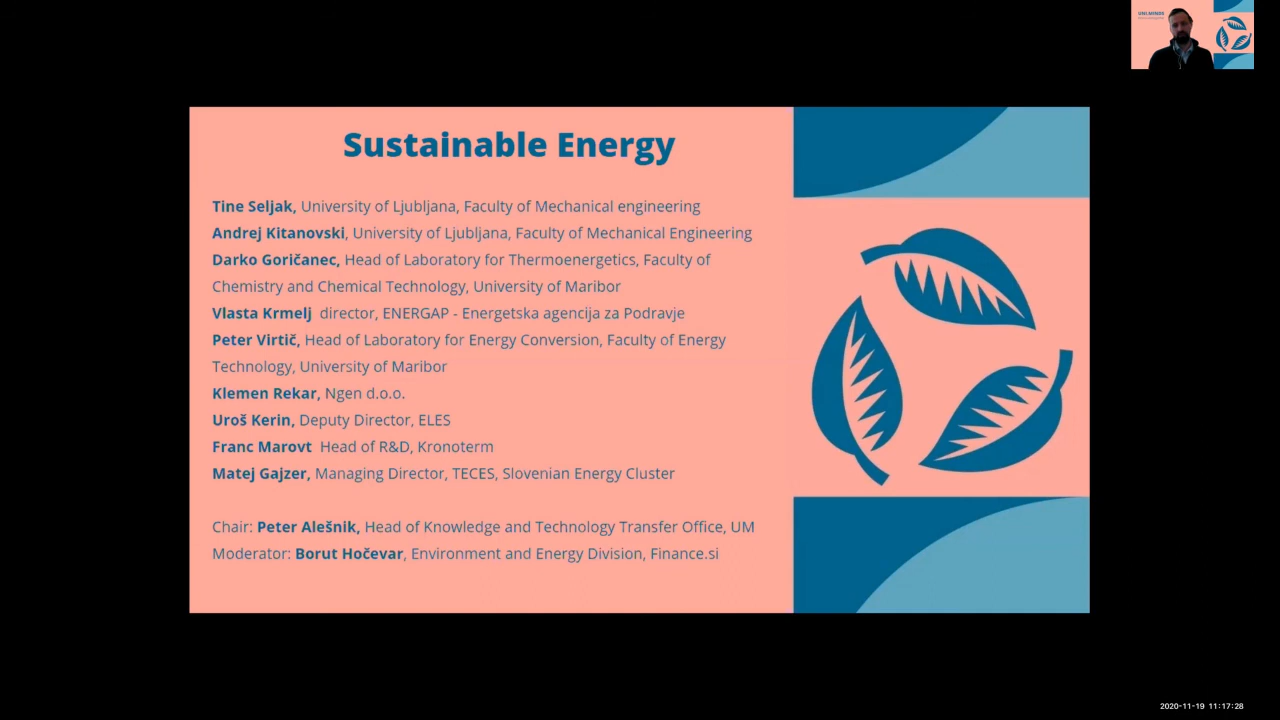 UNI.MINDS
Sustainable Energy
Tine Seljak, University of Ljubljana, Faculty of Mechanical engineering
Andrej Kitanovski, University of Ljubljana, Faculty of Mechanical Engineering
Darko Goričanec, Head of Laboratory for Thermoenergetics, Faculty of
Chemistry and Chemical Technology, University of Maribor
Vlasta Krmelj director, ENERGAP - Energetska agencija za Podravje
Peter Virtič, Head of Laboratory for Energy Conversion, Faculty of Energy
Technology, University of Maribor
Klemen Rekar, Ngen d.o.o.
Uroš Kerin, Deputy Director, ELES
Franc Marovt Head of R&D, Kronoterm
Matej Gajzer, Managing Director, TECES, Slovenian Energy Cluster
Chair: Peter Alešnik, Head of Knowledge and Technology Transfer Office, UM
Moderator: Borut Hočevar, Environment and Energy Division, Finance.si
2020-11-19 11:17:28